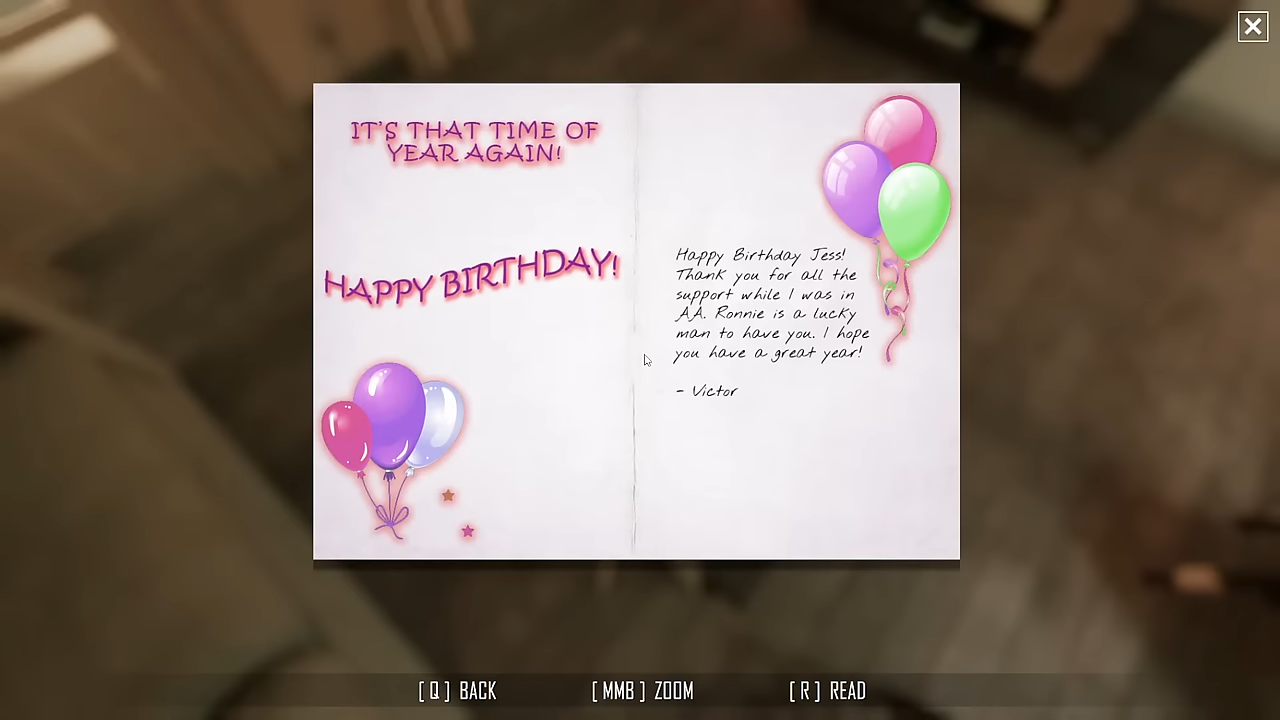 IT'S THAT TIME OF
YEAR AGAIN!
HAPPY BIRTHDAY!
Happy Birthday Jess!
Thank you for all the
support while I was in
AA. Ronnie is a lucky
man to have you. I hope
you have a great year!
- Victor
[ Q ] BACK
[ MMB ] ZOOM
[ R ] READ